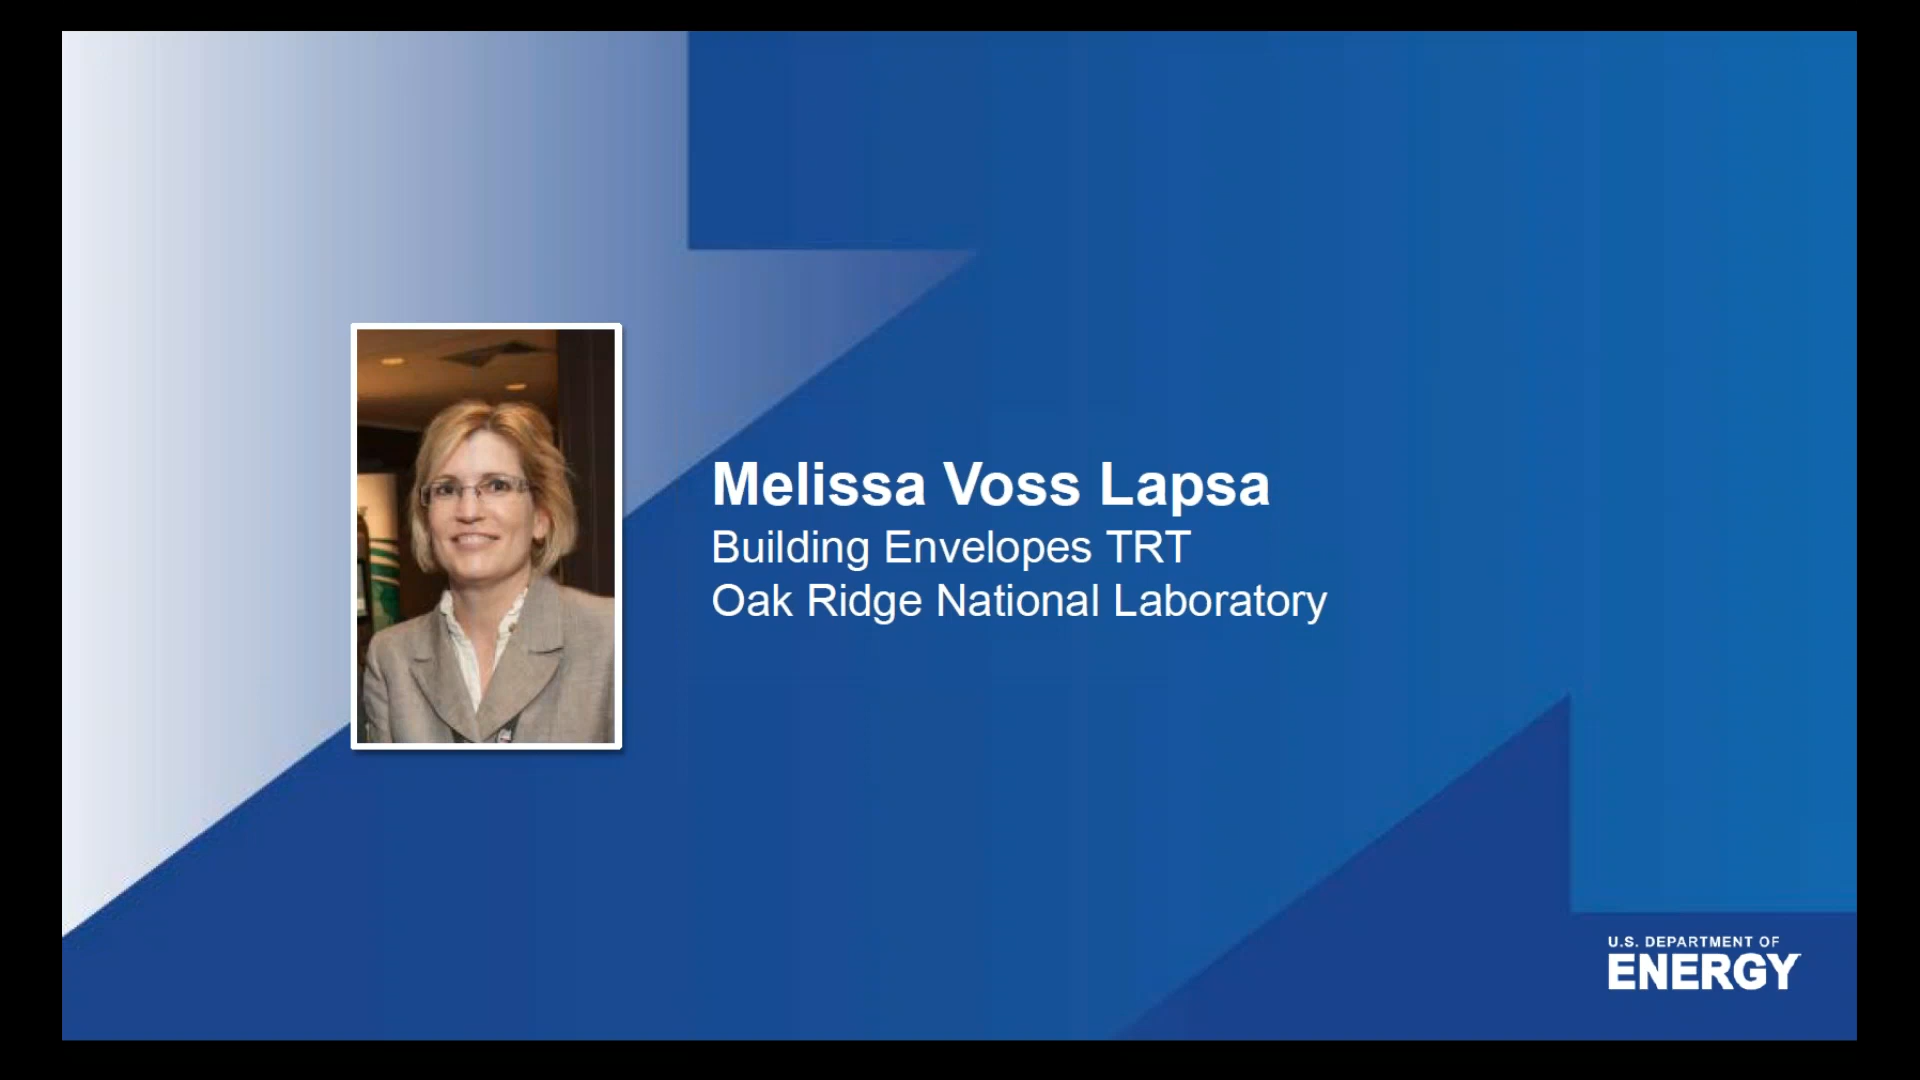 Melissa Voss Lapsa
Building Envelopes TRT
Oak Ridge National Laboratory
U.S. DEPARTMENT OF
ENERGY